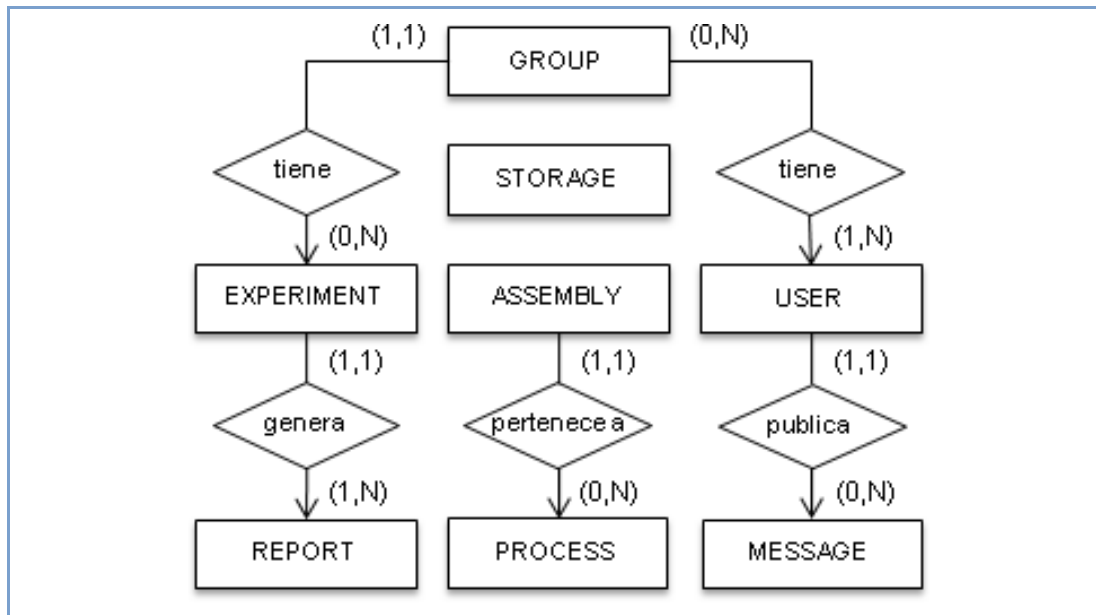 (1,1)
GROUP
(0,N)
tiene
STORAGE
tiene
(0,N)
(1,N)
EXPERIMENT
ASSEMBLY
USER
(1,1)
(1,1)
(1,1)
genera
pertenece a
publica
(1,N)
(0,N)
(0,N)
REPORT
PROCESS
MESSAGE